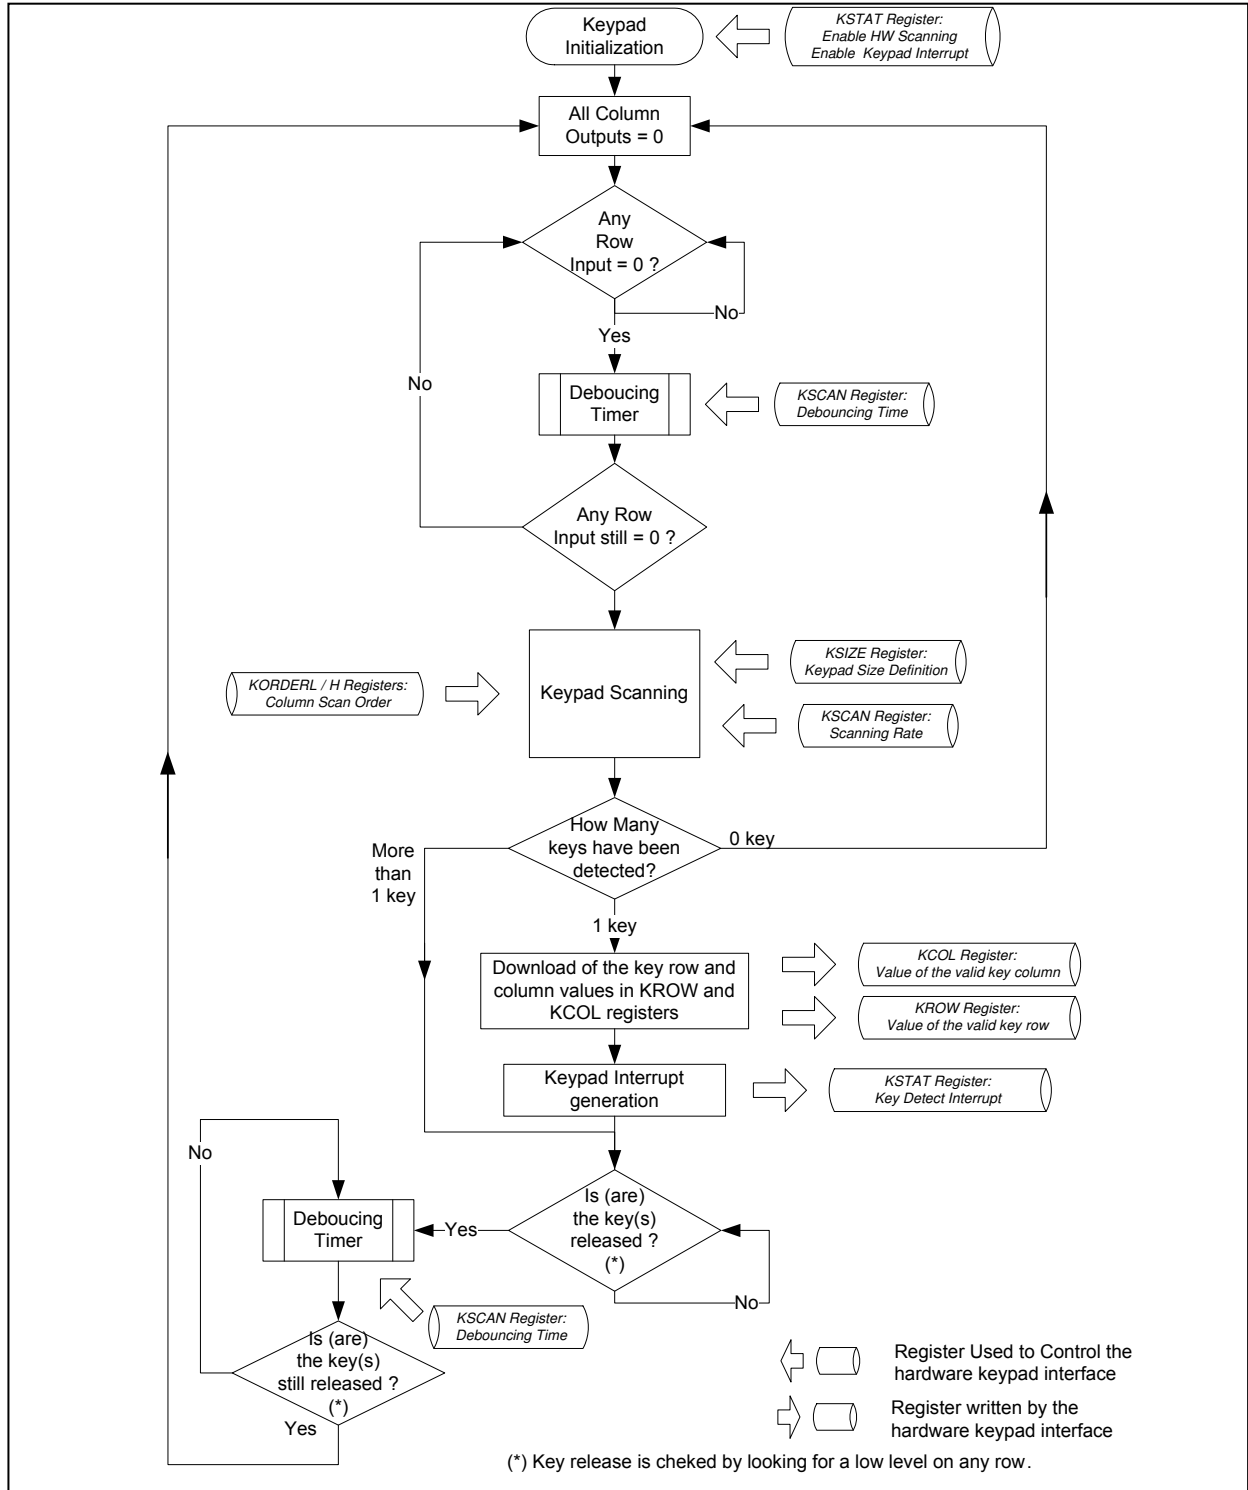 Keypad
Initialization
KSTAT Register:
Enable HW Scanning
Enable Keypad Interrupt
All Column
Outputs = 0
Any
Row
Input = 0 ?
No
Yes
No
Deboucing
Timer
KSCAN Register:
Debouncing Time
Any Row
Input still = 0 ?
KORDERL / H Registers:
Column Scan Order
Keypad Scanning
KSIZE Register:
Keypad Size Definition
KSCAN Register:
Scanning Rate
How Many
keys have been
detected?
0 key
More
than
1 key
1 key
Download of the key row and
column values in KROW and
KCOL registers
KCOL Register:
Value of the valid key column
KROW Register:
Value of the valid key row
Keypad Interrupt
generation
KSTAT Register:
Key Detect Interrupt
No
Is (are)
the key(s)
released ?
(*)
Yes
No
Deboucing
Timer
KSCAN Register:
Debouncing Time
Is (are)
the key(s)
still released ?
(*)
Yes
Register Used to Control the
hardware keypad interface
Register written by the
hardware keypad interface
(*) Key release is cheked by looking for a low level on any row.